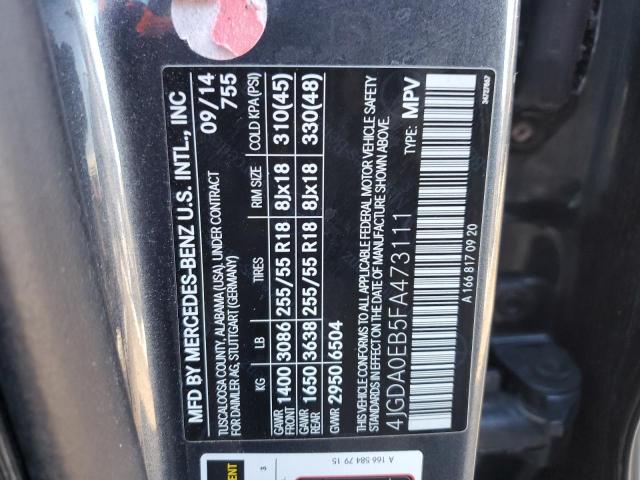 MFD BY MERCEDES-BENZ U.S. INTL., INC
TUSCALOOSA COUNTY, ALABAMA (USA), UNDER CONTRACT 09/14
FOR DAIMLER AG, STUTTGART (GERMANY) 755
KG LB TIRES RIM SIZE COLD KPA (PSI)
GAWR FRONT 1400 3086 255/55 R18 8Jx18 310(45)
GAWR REAR 1650 3638 255/55 R18 8Jx18 330(48)
GVWR 2950 6504
THIS VEHICLE CONFORMS TO ALL APPLICABLE FEDERAL MOTOR VEHICLE SAFETY
STANDARDS IN EFFECT ON THE DATE OF MANUFACTURE SHOWN ABOVE.
4JGDA0EB5FA473111 TYPE: MPV
A 166 817 09 20
A 166 584 79 15
3